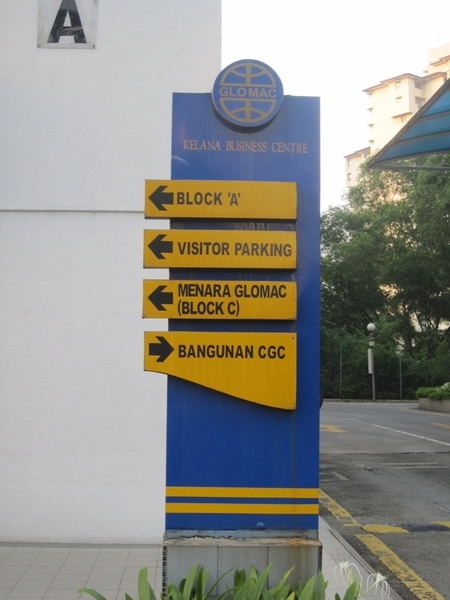 A
GLOMAC
KELANA BUSINESS CENTRE
BLOCK 'A'
VISITOR PARKING
MENARA GLOMAC
(BLOCK C)
BANGUNAN CGC